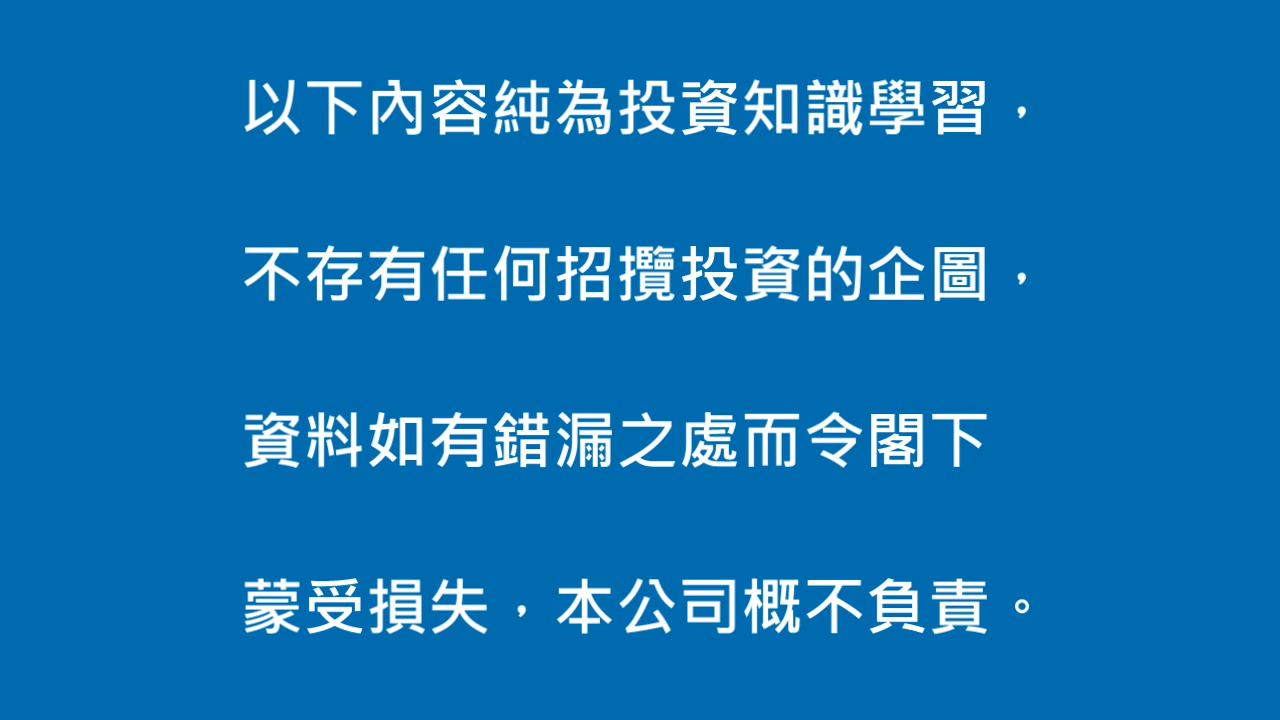 以下內容純為投資知識學習，
不存有任何招攬投資的企圖，
資料如有錯漏之處而令閣下
蒙受損失，本公司概不負責。